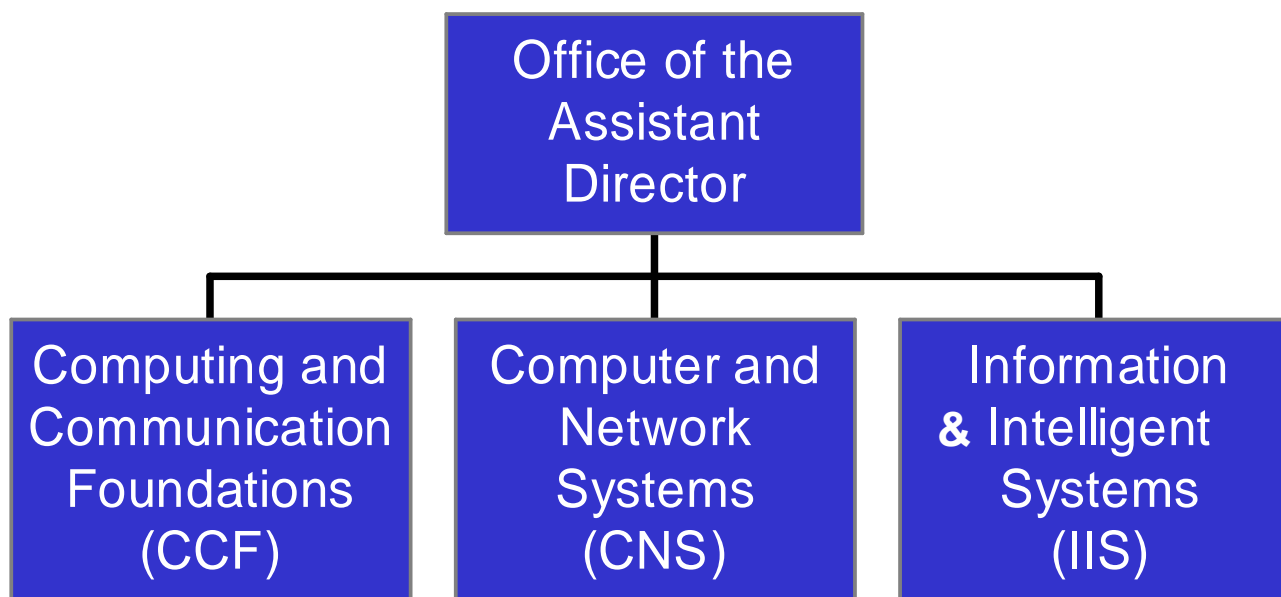 Office of the
Assistant
Director
Computing and
Communication
Foundations
(CCF)
Computer and
Network
Systems
(CNS)
Information
& Intelligent
Systems
(IIS)